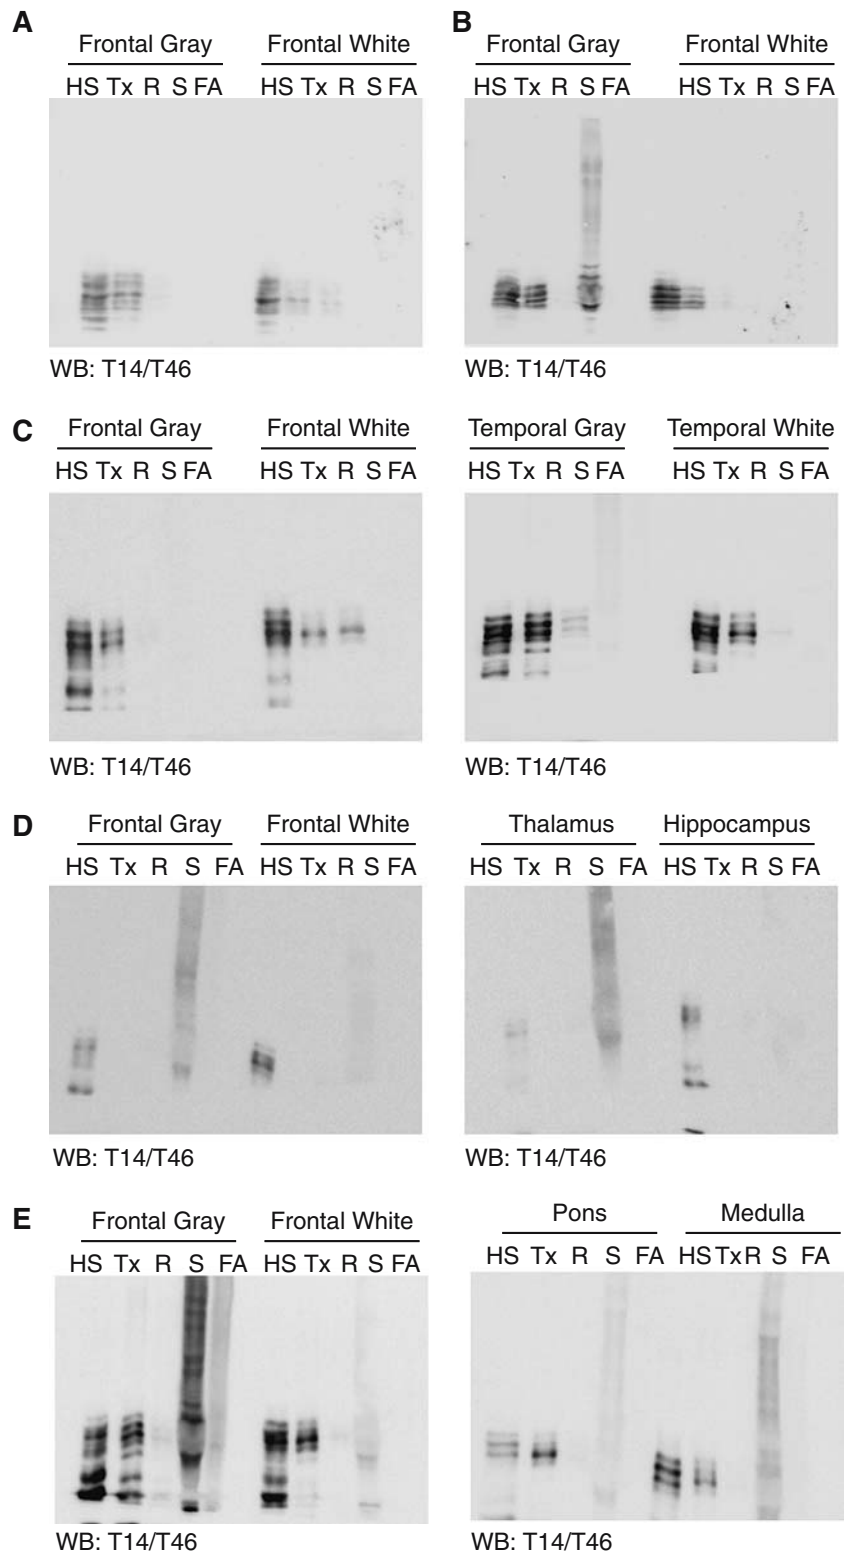 A
Frontal Gray Frontal White
HS Tx R S FA HS Tx R S FA
WB: T14/T46
B
Frontal Gray Frontal White
HS Tx R S FA HS Tx R S FA
WB: T14/T46
C
Frontal Gray Frontal White
HS Tx R S FA HS Tx R S FA
WB: T14/T46
Temporal Gray Temporal White
HS Tx R S FA HS Tx R S FA
WB: T14/T46
D
Frontal Gray Frontal White
HS Tx R S FA HS Tx R S FA
WB: T14/T46
Thalamus Hippocampus
HS Tx R S FA HS Tx R S FA
WB: T14/T46
E
Frontal Gray Frontal White
HS Tx R S FA HS Tx R S FA
WB: T14/T46
Pons Medulla
HS Tx R S FA HS Tx R S FA
WB: T14/T46